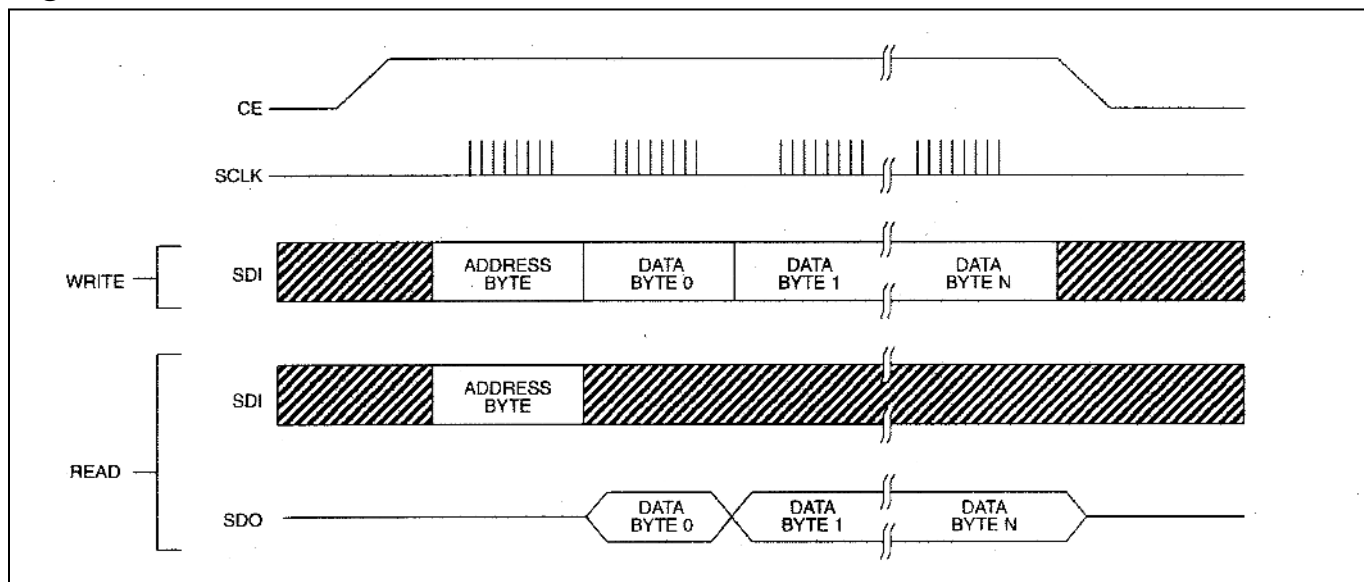 CE
SCLK
WRITE
SDI
ADDRESS
BYTE
DATA
BYTE 0
DATA
BYTE 1
DATA
BYTE N
READ
SDI
ADDRESS
BYTE
SDO
DATA
BYTE 0
DATA
BYTE 1
DATA
BYTE N